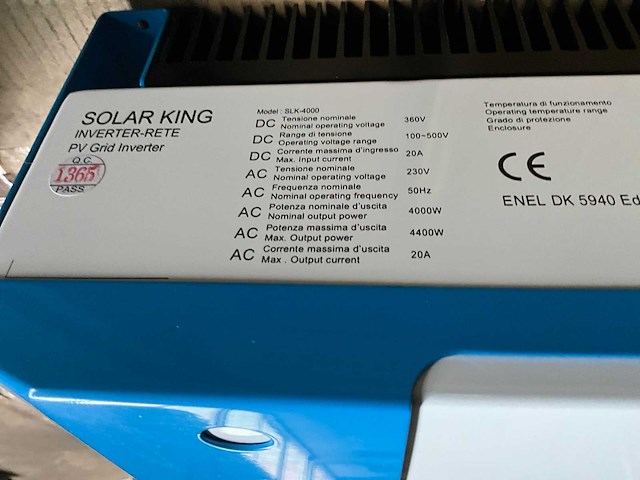 SOLAR KING
INVERTER-RETE
PV Grid Inverter
Q.C.
1365
PASS
Model : SLK-4000
DC Tensione nominale 360V
Nominal operating voltage
DC Range di tensione 100~500V
Operating voltage range
DC Corrente massima d'ingresso 20A
Max. Input current
AC Tensione nominale 230V
Nominal operating voltage
AC Frequenza nominale 50Hz
Nominal operating frequency
AC Potenza nominale d'uscita 4000W
Nominal output power
AC Potenza massima d'uscita 4400W
Max. Output power
AC Corrente massima d'uscita 20A
Max . Output current
Temperatura di funzionamento
Operating temperature range
Grado di protezione
Enclosure
CE
ENEL DK 5940 Ed